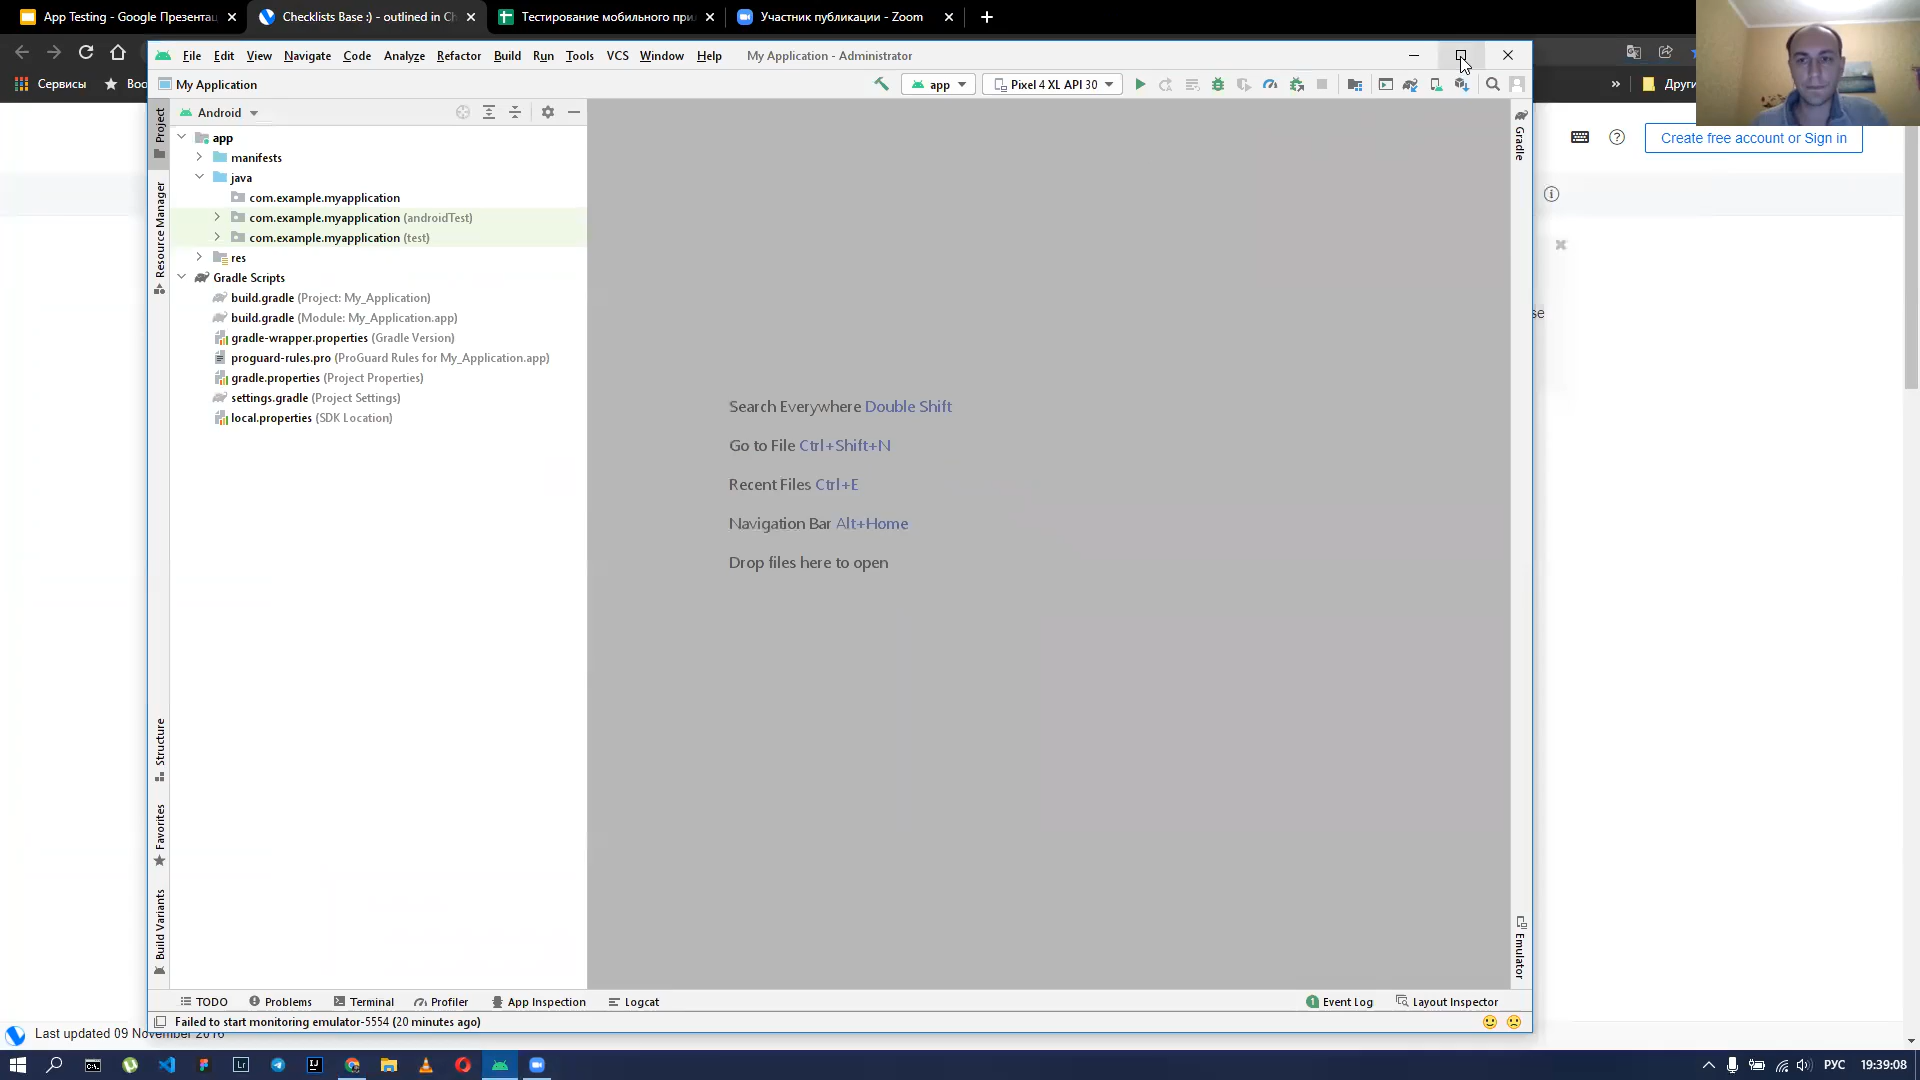 App Testing - Google Презентац
Checklists Base :) - outlined in Ch
Тестирование мобильного при
Участник публикации - Zoom
Сервисы
Boo
File Edit View Navigate Code Analyze Refactor Build Run Tools VCS Window Help My Application - Administrator
My Application
app
Pixel 4 XL API 30
Други
Create free account or Sign in
Android
app
manifests
java
com.example.myapplication
com.example.myapplication (androidTest)
com.example.myapplication (test)
res
Gradle Scripts
build.gradle (Project: My_Application)
build.gradle (Module: My_Application.app)
gradle-wrapper.properties (Gradle Version)
proguard-rules.pro (ProGuard Rules for My_Application.app)
gradle.properties (Project Properties)
settings.gradle (Project Settings)
local.properties (SDK Location)
Project
Resource Manager
Structure
Favorites
Build Variants
Search Everywhere Double Shift
Go to File Ctrl+Shift+N
Recent Files Ctrl+E
Navigation Bar Alt+Home
Drop files here to open
Gradle
Emulator
se
TODO Problems Terminal Profiler App Inspection Logcat
1 Event Log Layout Inspector
Failed to start monitoring emulator-5554 (20 minutes ago)
Last updated 09 November 2016
Lr
РУС
19:39:08